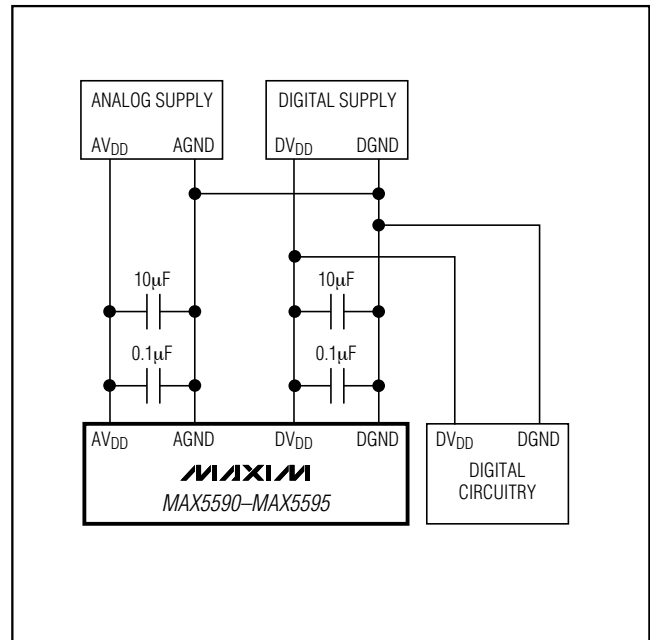 ANALOG SUPPLY
DIGITAL SUPPLY
AVDD AGND
DVDD DGND
10µF
10µF
0.1µF
0.1µF
AVDD AGND DVDD DGND
DVDD DGND
MAXIM
MAX5590–MAX5595
DIGITAL
CIRCUITRY